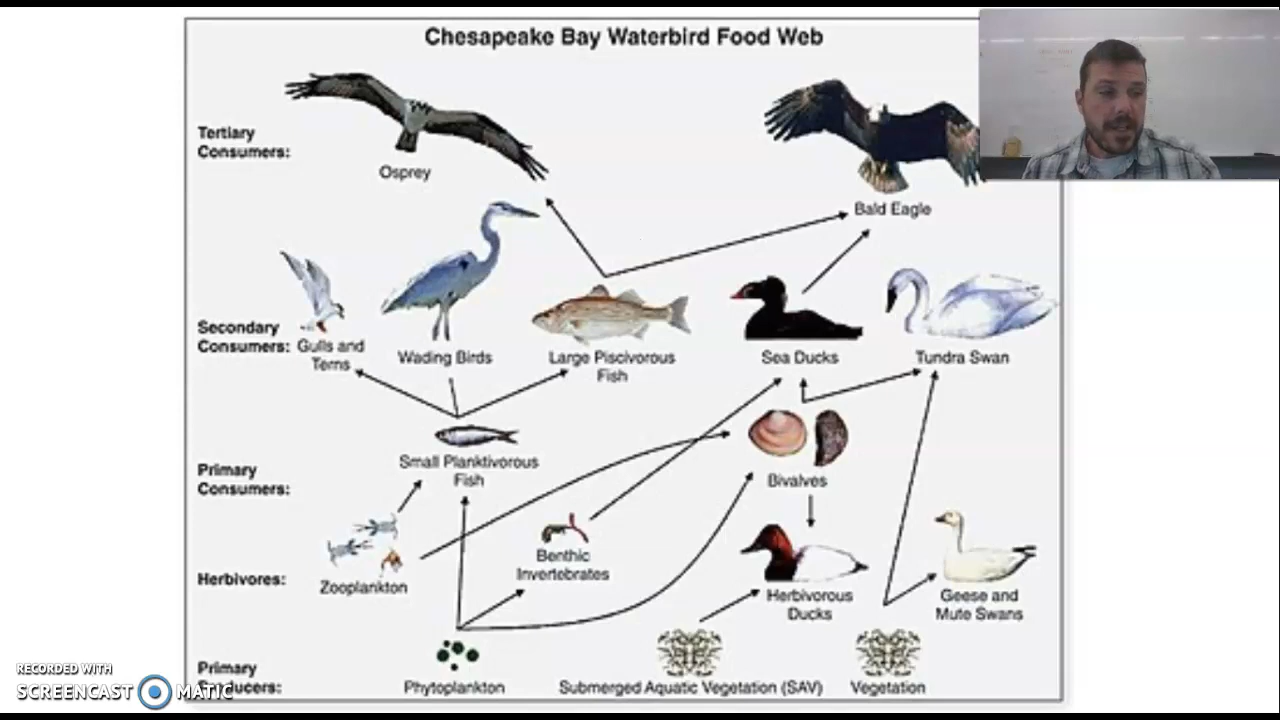 Chesapeake Bay Waterbird Food Web
Tertiary
Consumers:
Osprey
Bald Eagle
Secondary
Consumers:
Gulls and
Terns
Wading Birds
Large Piscivorous
Fish
Sea Ducks
Tundra Swan
Primary
Consumers:
Small Planktivorous
Fish
Bivalves
Herbivores:
Zooplankton
Benthic
Invertebrates
Herbivorous
Ducks
Geese and
Mute Swans
Primary
Producers:
Phytoplankton
Submerged Aquatic Vegetation (SAV)
Vegetation
RECORDED WITH
SCREENCAST MATIC